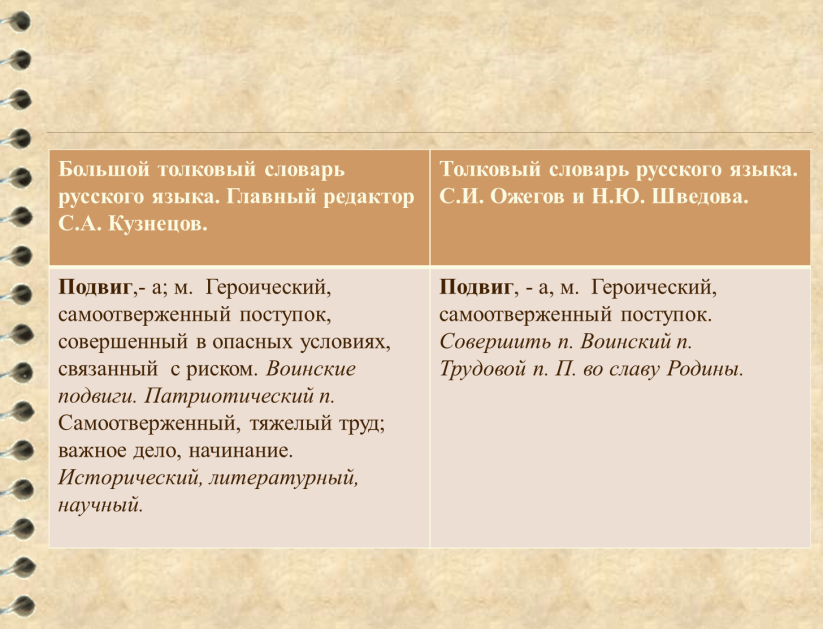 Большой толковый словарь
русского языка. Главный редактор
С.А. Кузнецов.
Толковый словарь русского языка.
С.И. Ожегов и Н.Ю. Шведова.
Подвиг,- а; м. Героический,
самоотверженный поступок,
совершенный в опасных условиях,
связанный с риском. Воинские
подвиги. Патриотический п.
Самоотверженный, тяжелый труд;
важное дело, начинание.
Исторический, литературный,
научный.
Подвиг, - а, м. Героический,
самоотверженный поступок.
Совершить п. Воинский п.
Трудовой п. П. во славу Родины.